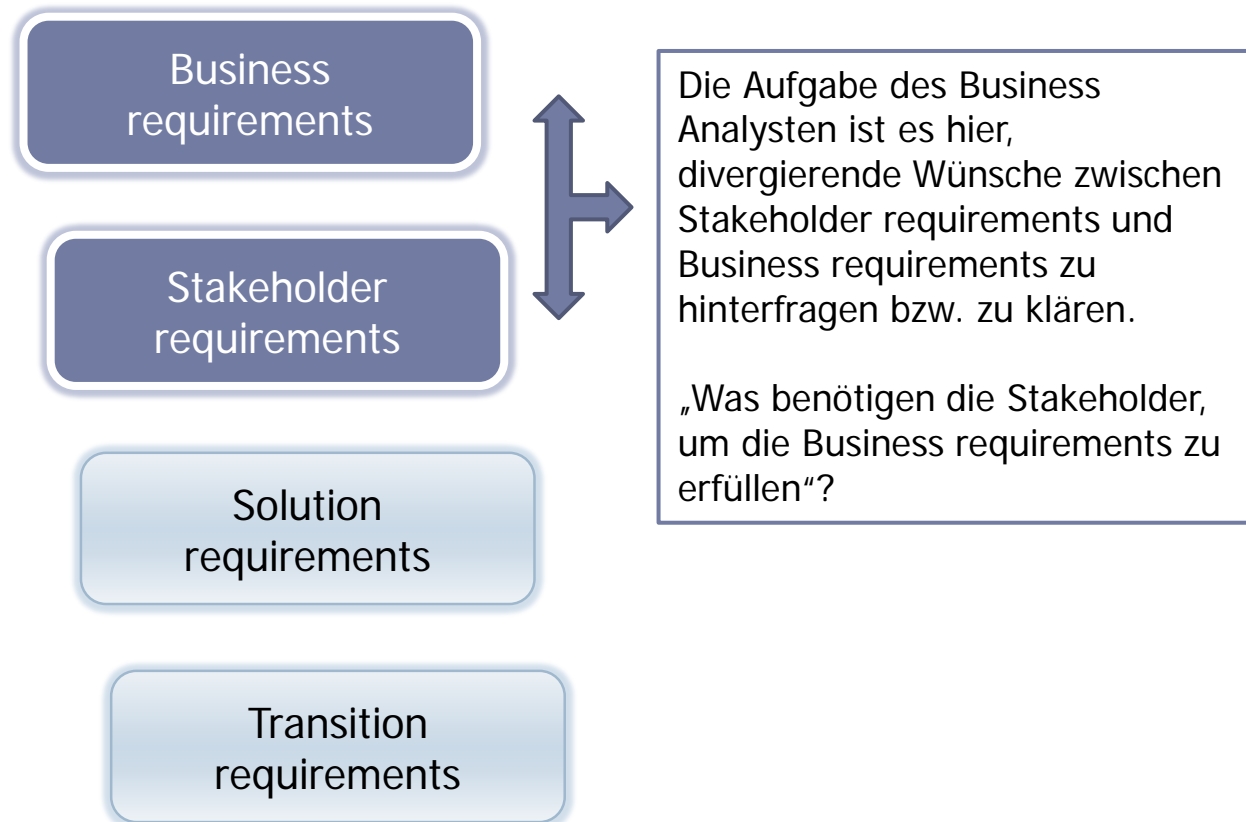 Business
requirements
Stakeholder
requirements
Solution
requirements
Transition
requirements
Die Aufgabe des Business
Analysten ist es hier,
divergierende Wünsche zwischen
Stakeholder requirements und
Business requirements zu
hinterfragen bzw. zu klären.
„Was benötigen die Stakeholder,
um die Business requirements zu
erfüllen“?